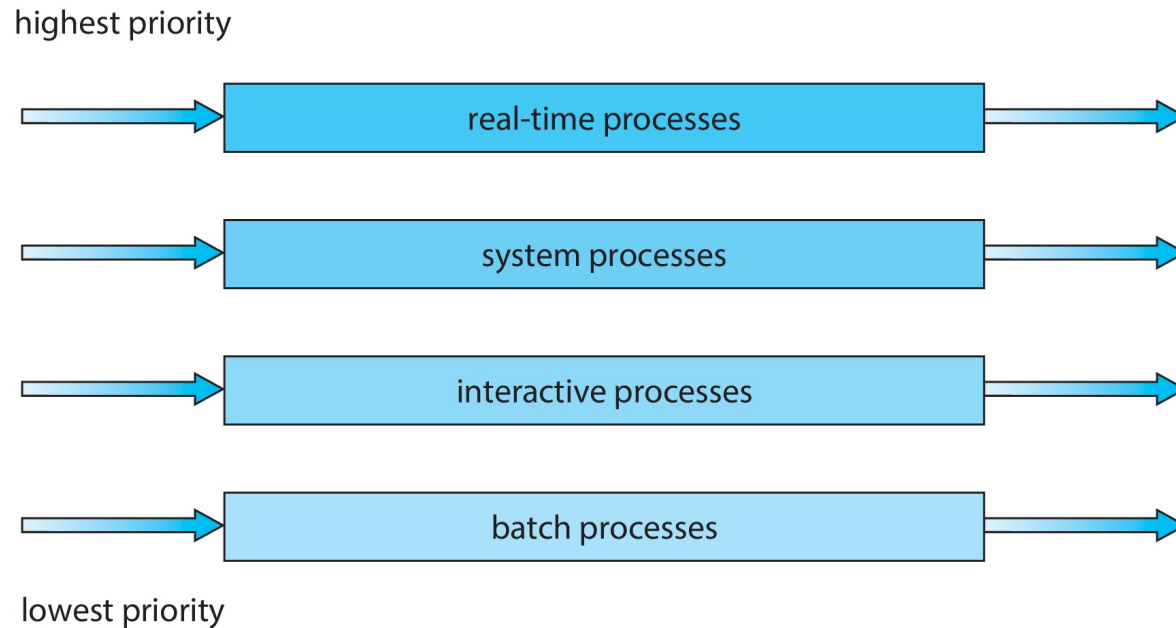 highest priority
real-time processes
system processes
interactive processes
batch processes
lowest priority